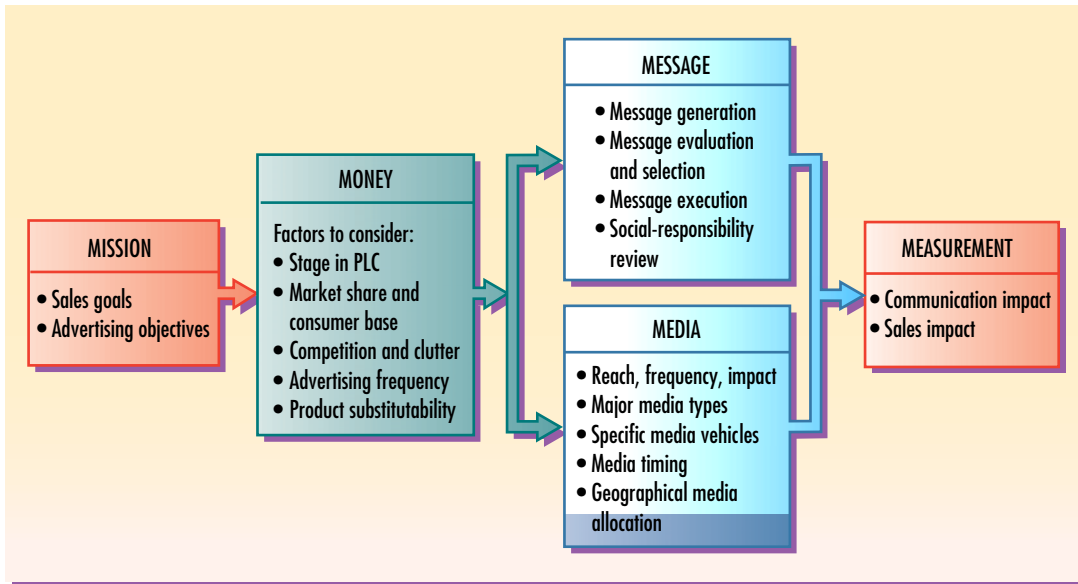 MISSION
• Sales goals
• Advertising objectives
MONEY
Factors to consider:
• Stage in PLC
• Market share and
consumer base
• Competition and clutter
• Advertising frequency
• Product substitutability
MESSAGE
• Message generation
• Message evaluation
and selection
• Message execution
• Social-responsibility
review
MEDIA
• Reach, frequency, impact
• Major media types
• Specific media vehicles
• Media timing
• Geographical media
allocation
MEASUREMENT
• Communication impact
• Sales impact